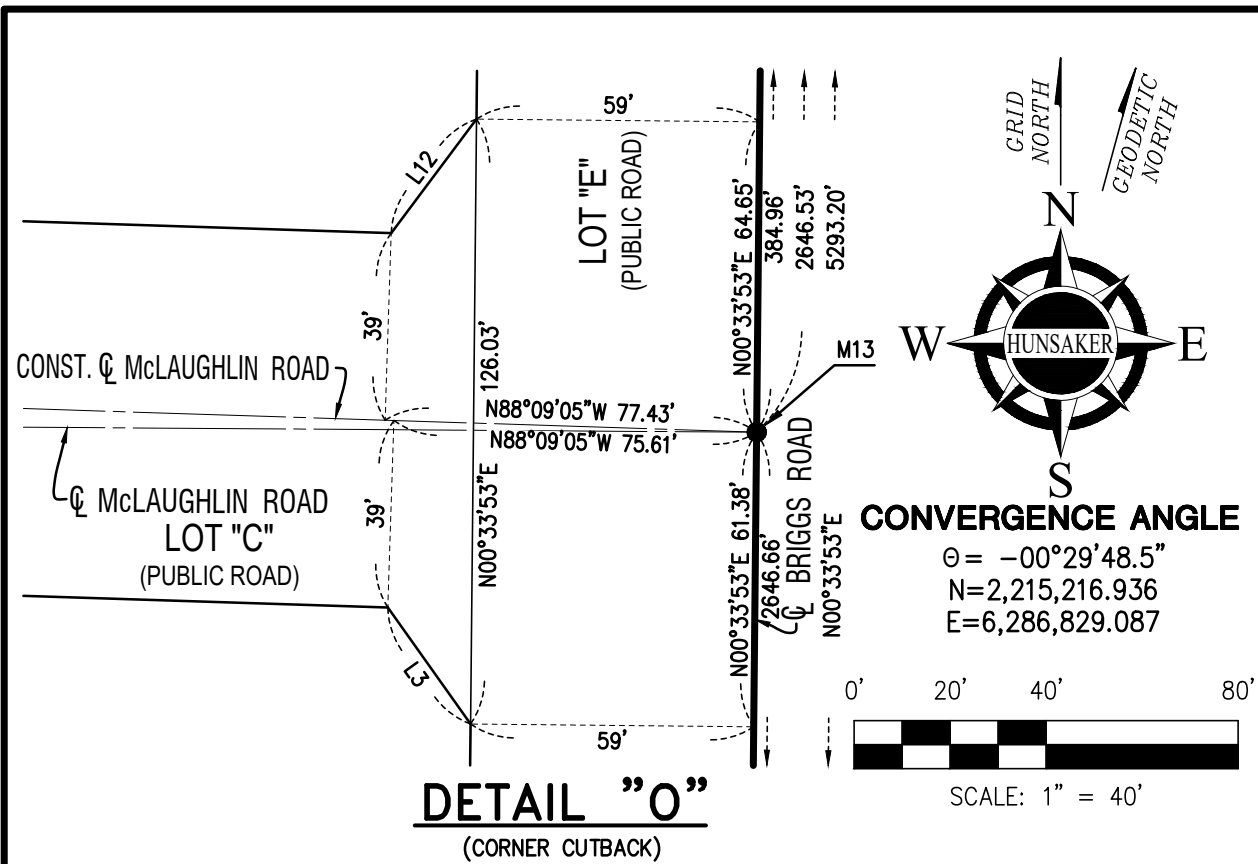 59'
L12
LOT "E"
(PUBLIC ROAD)
N00°33'53"E 64.65'
384.96'
2646.53'
5293.20'
GRID
NORTH
GEODETIC
NORTH
N
W
HUNSAKER
E
S
39'
126.03'
M13
CONST. ℄ McLAUGHLIN ROAD
N88°09'05"W 77.43'
N88°09'05"W 75.61'
℄ McLAUGHLIN ROAD
LOT "C"
(PUBLIC ROAD)
39'
N00°33'53"E
N00°33'53"E 61.38'
2646.66'
℄ BRIGGS ROAD
N00°33'53"E
CONVERGENCE ANGLE
Θ= -00°29'48.5"
N=2,215,216.936
E=6,286,829.087
L3
59'
0' 20' 40' 80'
SCALE: 1" = 40'
DETAIL "O"
(CORNER CUTBACK)